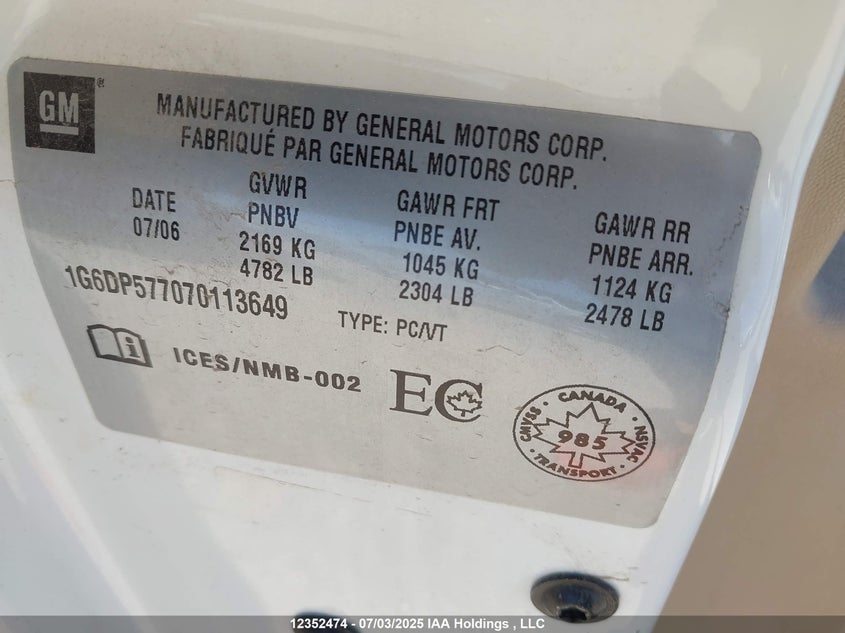 GM ®
MANUFACTURED BY GENERAL MOTORS CORP.
FABRIQUÉ PAR GENERAL MOTORS CORP.
DATE
07/06
GVWR
PNBV
2169 KG
4782 LB
GAWR FRT
PNBE AV.
1045 KG
2304 LB
GAWR RR
PNBE ARR.
1124 KG
2478 LB
1G6DP577070113649
TYPE: PC/VT
i
ICES/NMB-002
EC
CANADA
CMVSS
985
NSVAC
TRANSPORT
12352474 - 07/03/2025 IAA Holdings , LLC